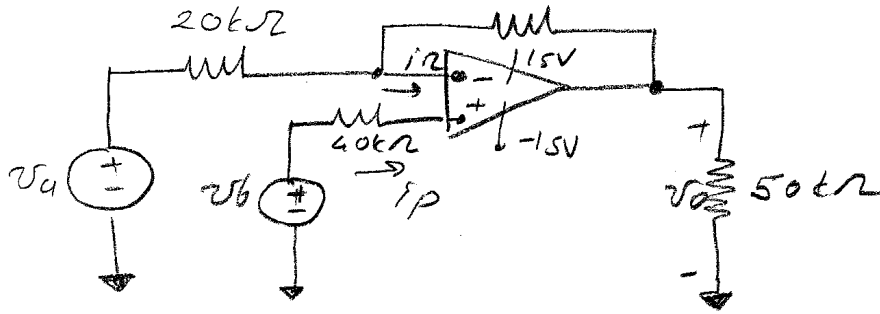 20kΩ
in
-
15V
+
40kΩ
-15V
ip
va
+
-
vb
+
-
+
vo
50kΩ
-